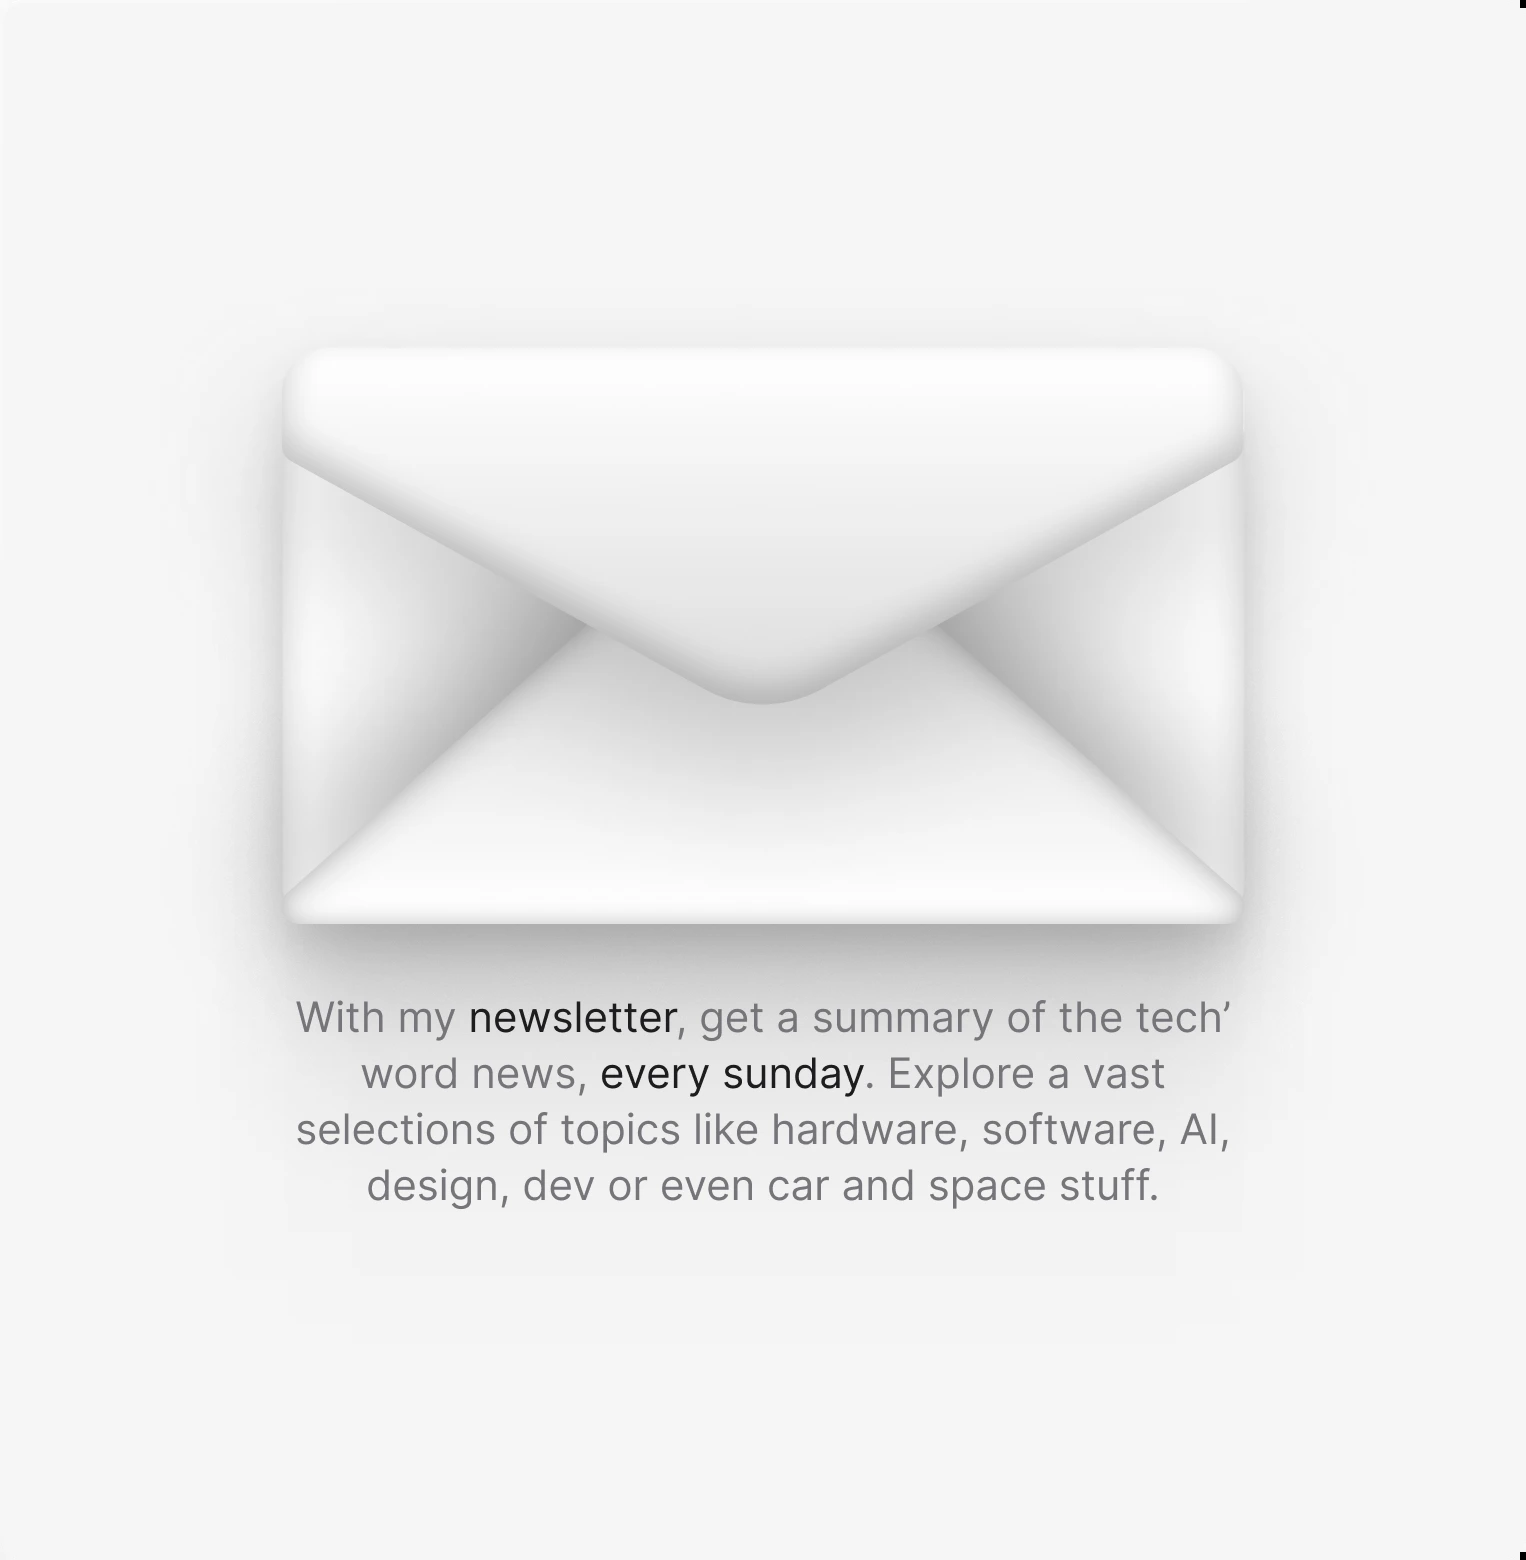 With my newsletter, get a summary of the tech’
word news, every sunday. Explore a vast
selections of topics like hardware, software, AI,
design, dev or even car and space stuff.